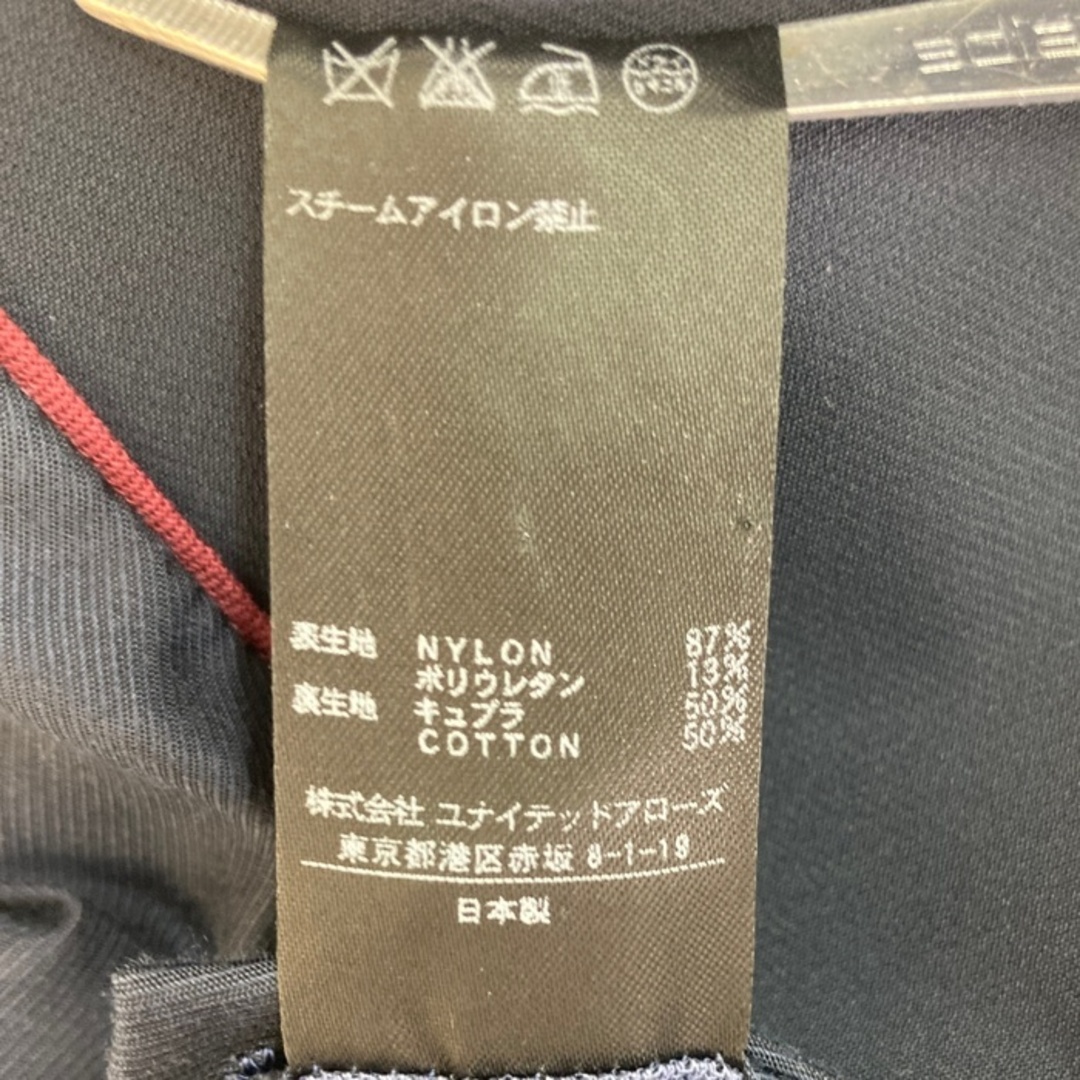 スチームアイロン禁止
表生地 NYLON 87%
ポリウレタン 13%
裏生地 キュプラ 50%
COTTON 50%
株式会社 ユナイテッドアローズ
東京都港区赤坂 8-1-19
日本製